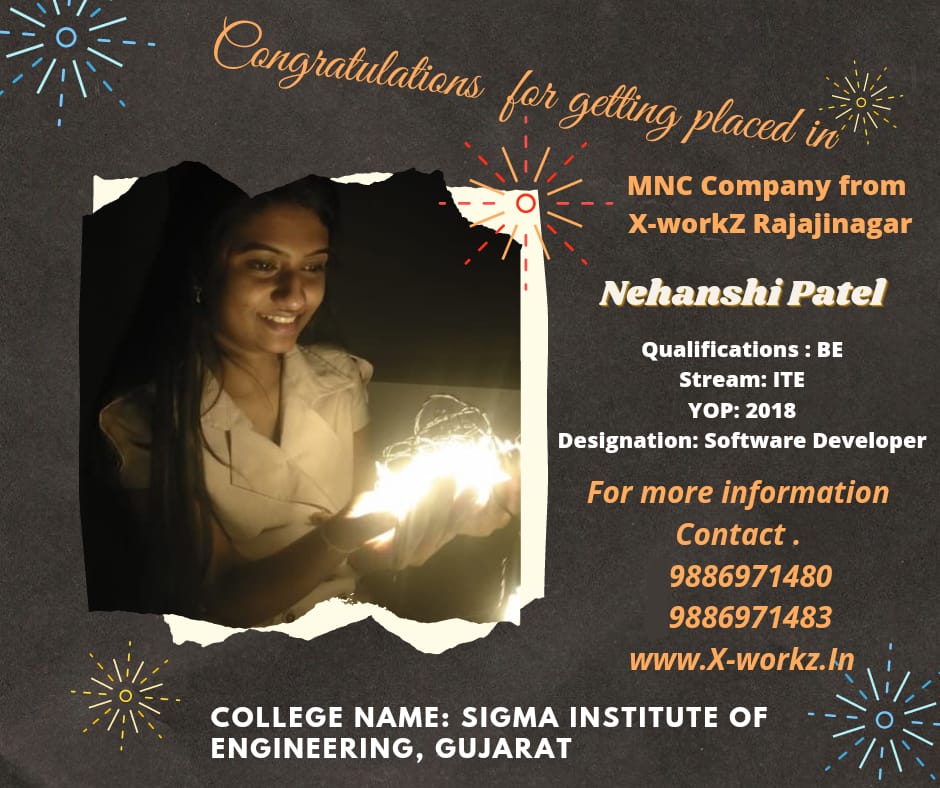 Congratulations for getting placed in
MNC Company from
X-workZ Rajajinagar
Nehanshi Patel
Qualifications : BE
Stream: ITE
YOP: 2018
Designation: Software Developer
For more information
Contact .
9886971480
9886971483
www.X-workz.In
COLLEGE NAME: SIGMA INSTITUTE OF
ENGINEERING, GUJARAT